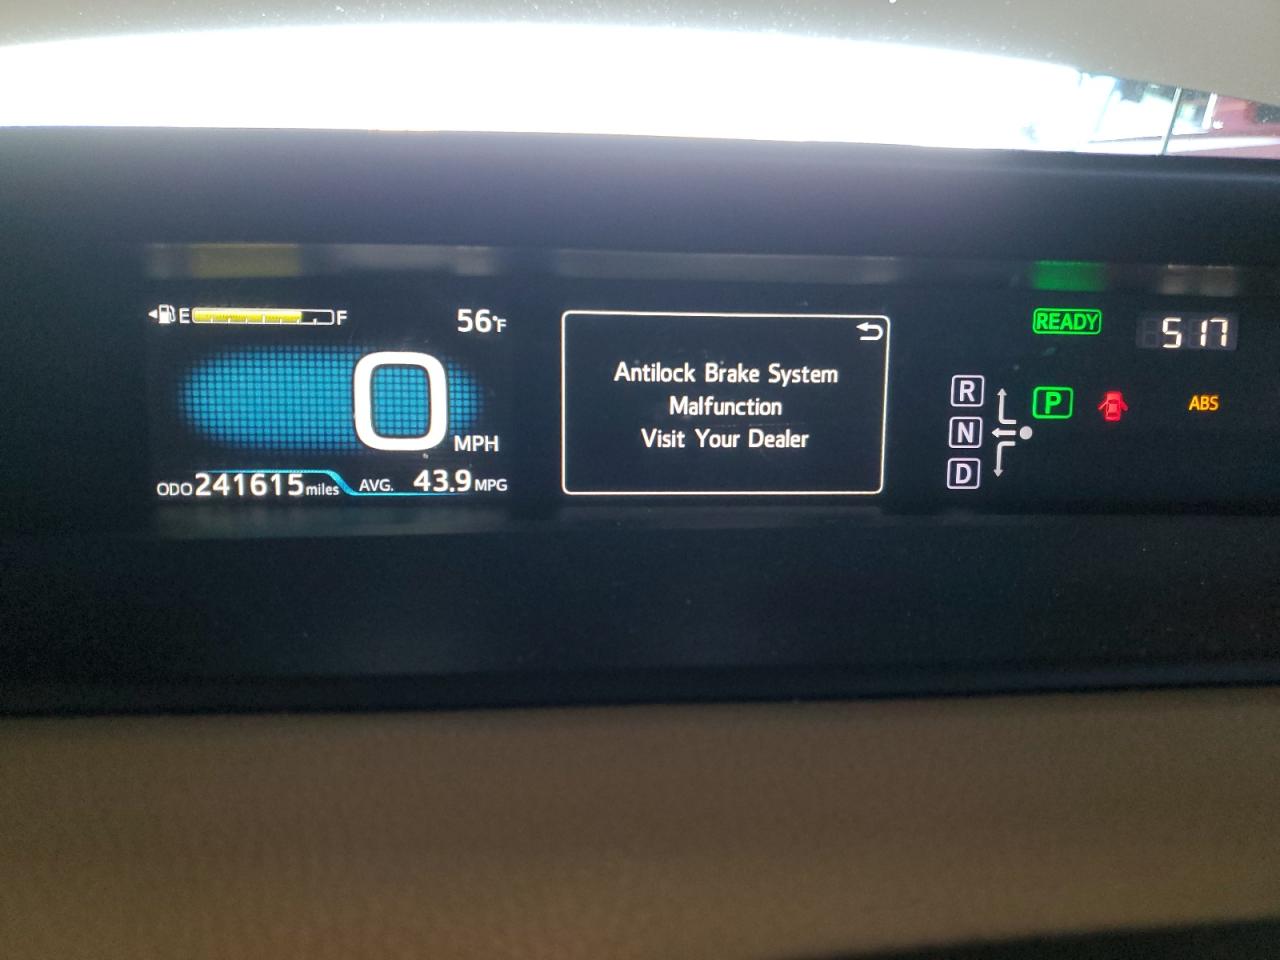 E F 56°F
0 MPH
ODO 241615 miles AVG. 43.9 MPG
Antilock Brake System
Malfunction
Visit Your Dealer
READY 5 17
R
P ABS
N
D